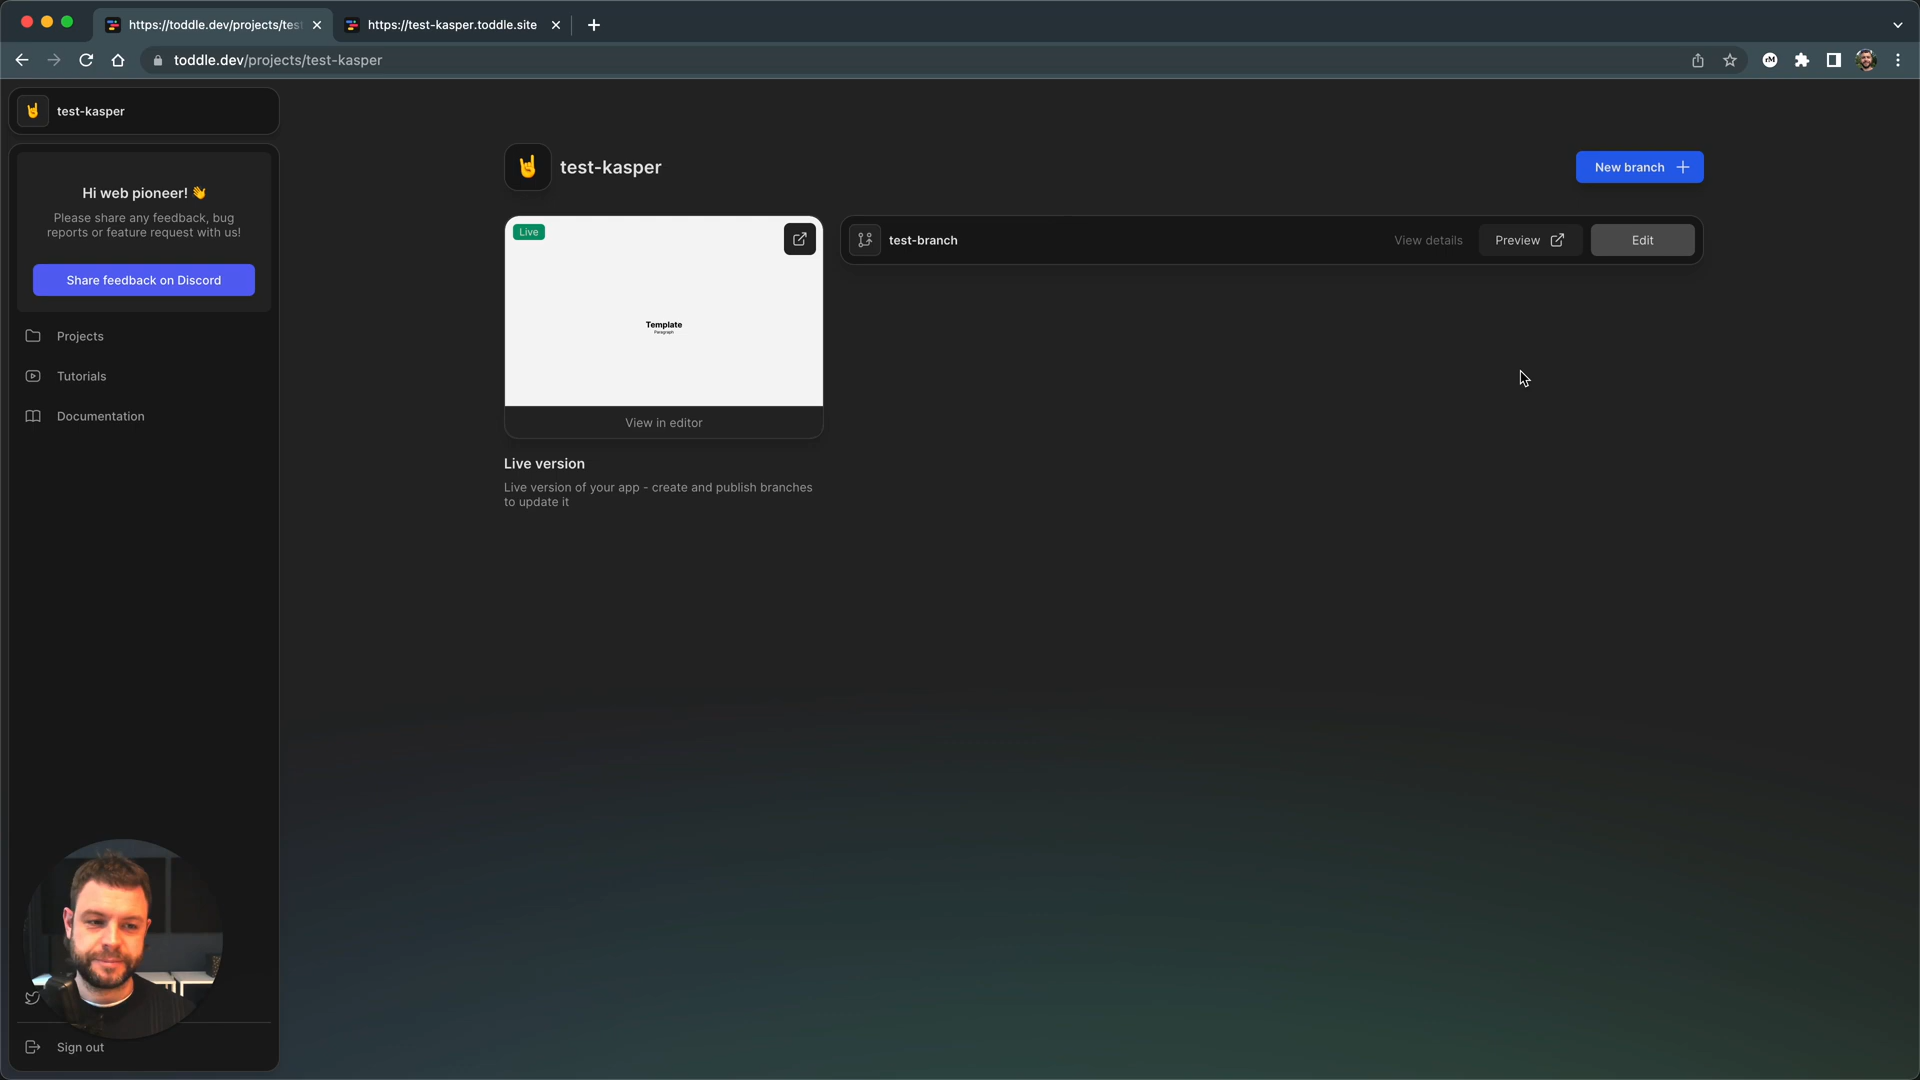 https://toddle.dev/projects/test
https://test-kasper.toddle.site
toddle.dev/projects/test-kasper
rM
test-kasper
Hi web pioneer! 👋
Please share any feedback, bug
reports or feature request with us!
Share feedback on Discord
Projects
Tutorials
Documentation
Sign out
test-kasper
New branch
Live
Template
Paragraph
View in editor
Live version
Live version of your app - create and publish branches
to update it
test-branch
View details
Preview
Edit